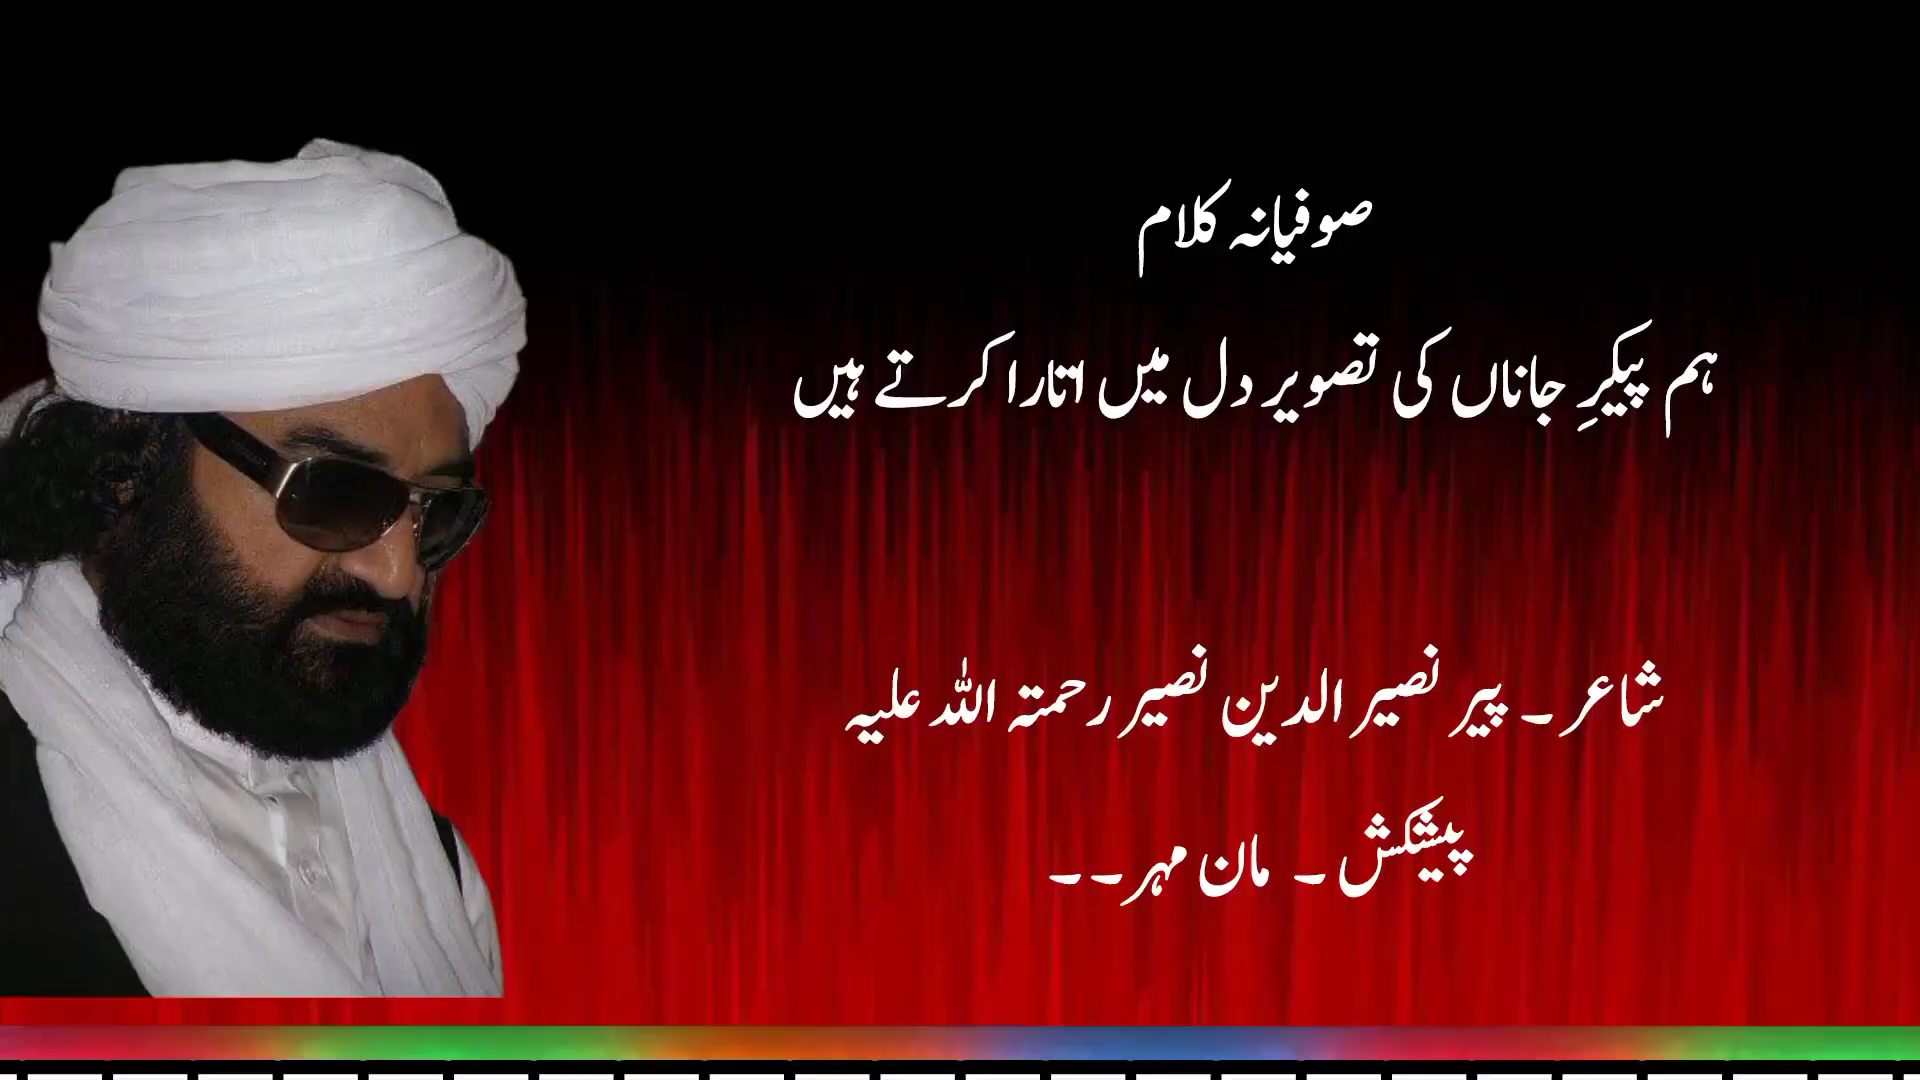 صوفیانہ کلام
ہم پیکرِ جاناں کی تصویر دل میں اتارا کرتے ہیں
شاعر ۔ پیر نصیر الدین نصیر رحمتہ اللہ علیہ
پیشکش ۔ مان مہر۔۔